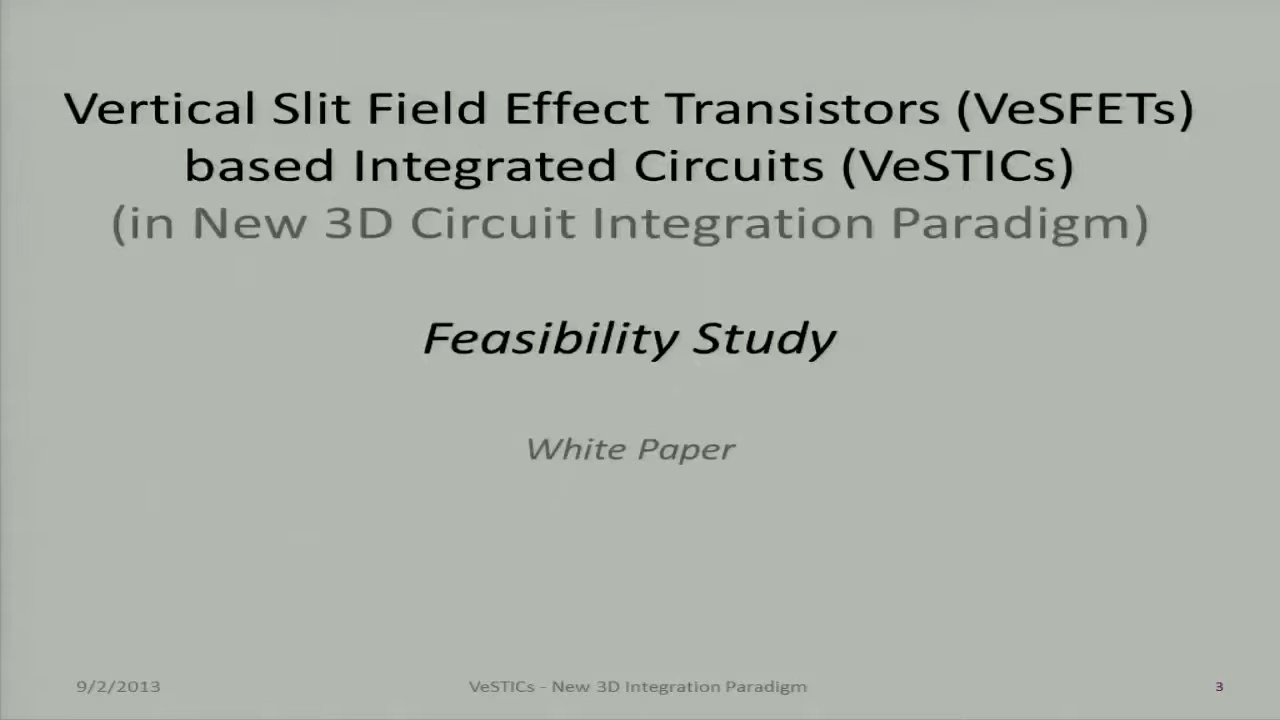 Vertical Slit Field Effect Transistors (VeSFETs)
based Integrated Circuits (VeSTICs)
(in New 3D Circuit Integration Paradigm)
Feasibility Study
White Paper
9/2/2013
VeSTICs - New 3D Integration Paradigm
3